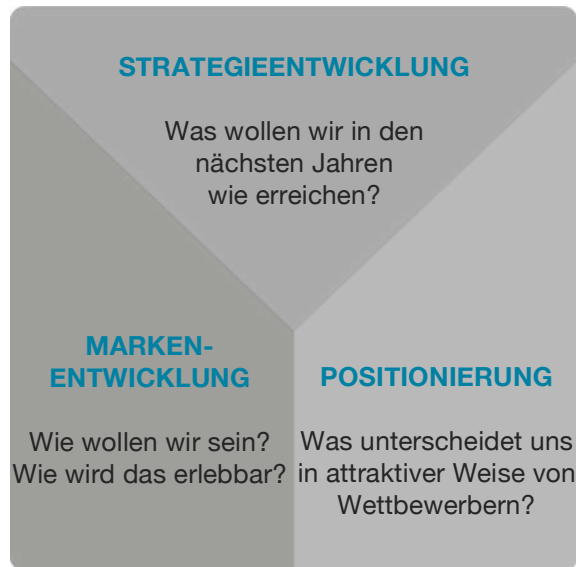 STRATEGIEENTWICKLUNG
Was wollen wir in den
nächsten Jahren
wie erreichen?
MARKEN-
ENTWICKLUNG
Wie wollen wir sein?
Wie wird das erlebbar?
POSITIONIERUNG
Was unterscheidet uns
in attraktiver Weise von
Wettbewerbern?